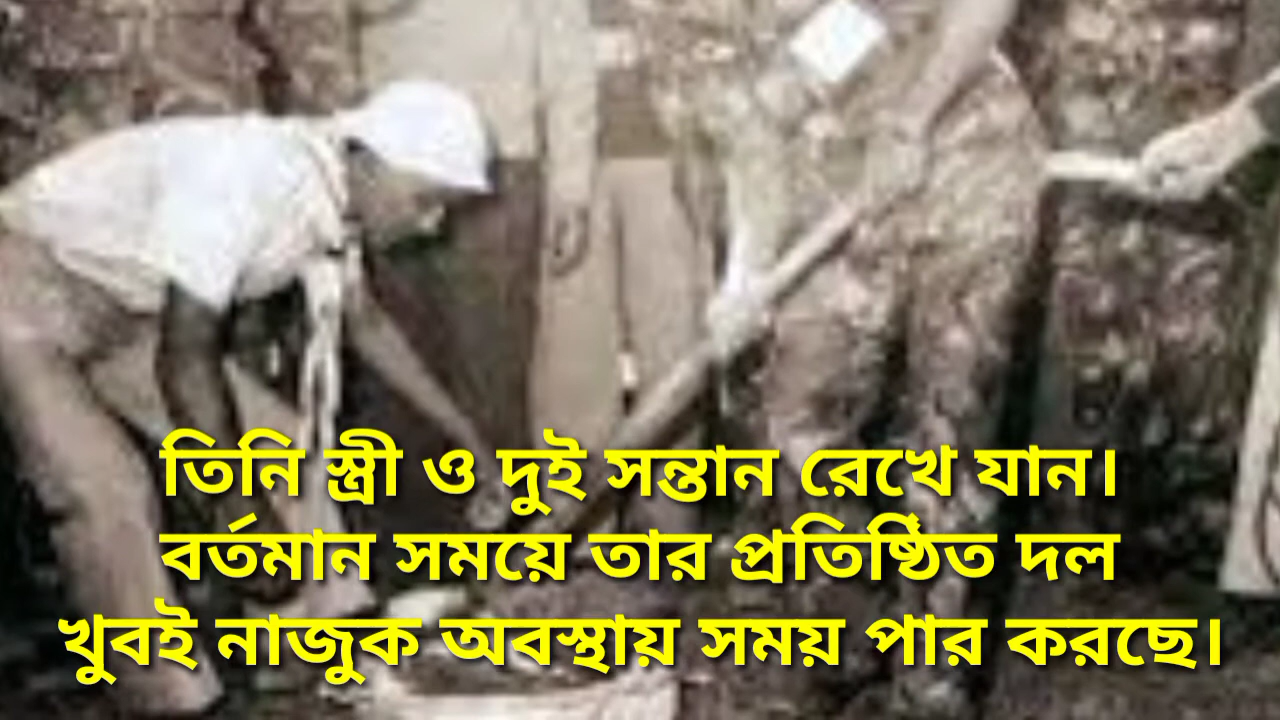 তিনি স্ত্রী ও দুই সন্তান রেখে যান।
বর্তমান সময়ে তার প্রতিষ্ঠিত দল
খুবই নাজুক অবস্থায় সময় পার করছে।